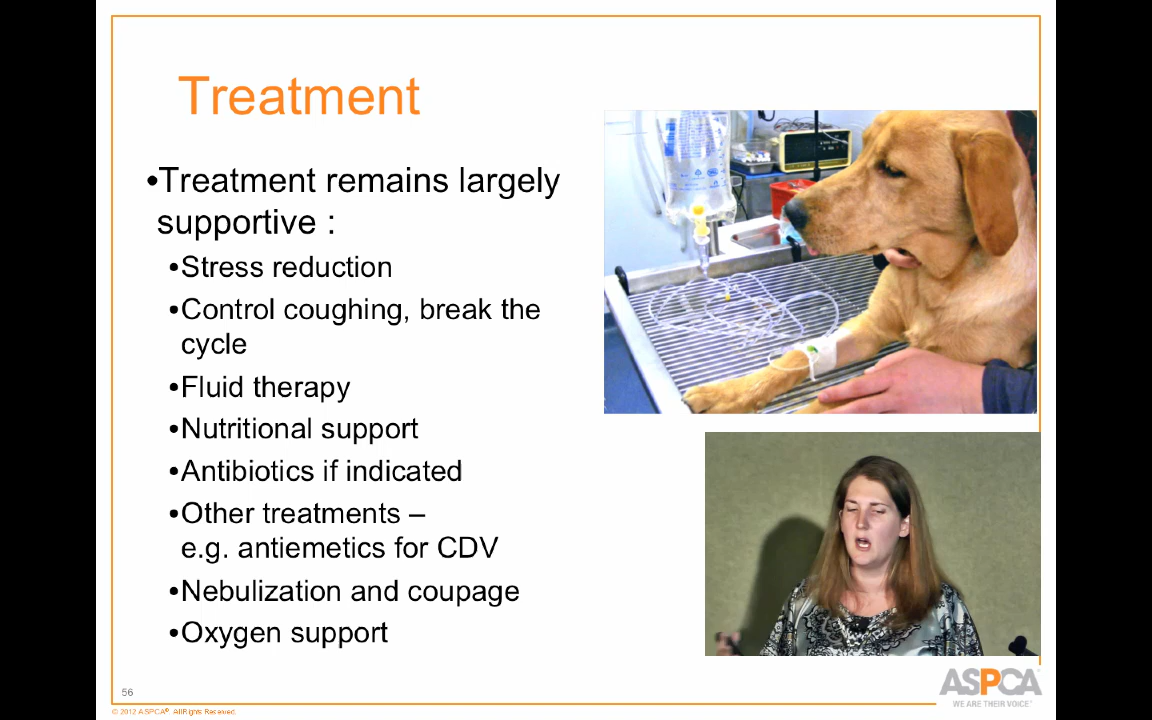 Treatment
•Treatment remains largely
supportive :
•Stress reduction
•Control coughing, break the
cycle
•Fluid therapy
•Nutritional support
•Antibiotics if indicated
•Other treatments –
e.g. antiemetics for CDV
•Nebulization and coupage
•Oxygen support
56
© 2012 ASPCA®. All Rights Reserved.
ASPCA
WE ARE THEIR VOICE.®